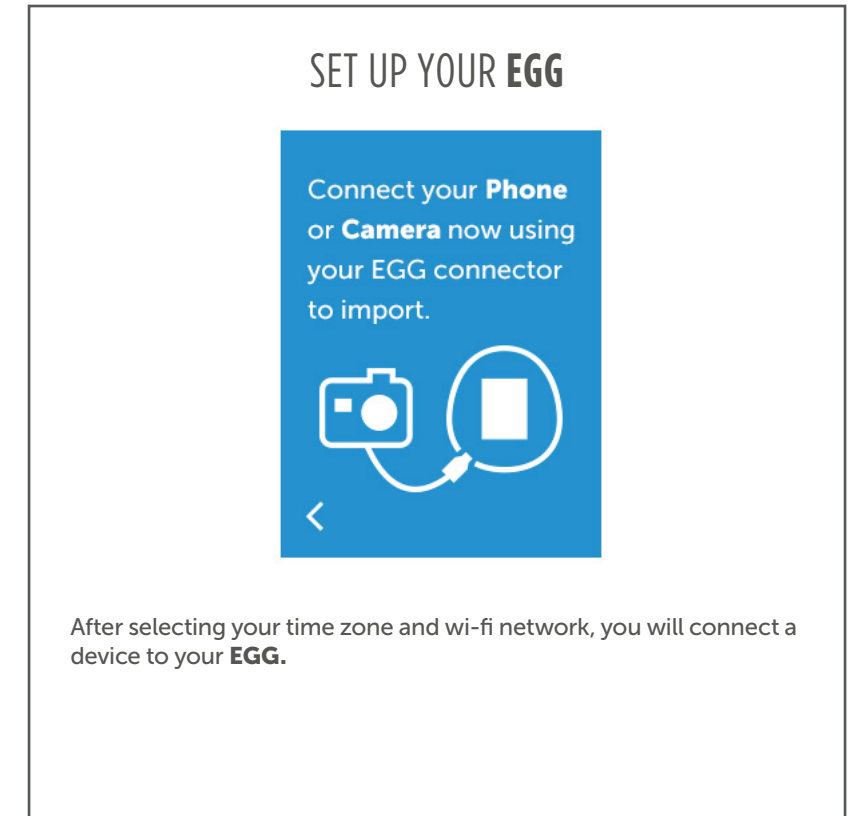 SET UP YOUR EGG
Connect your Phone
or Camera now using
your EGG connector
to import.
After selecting your time zone and wi-fi network, you will connect a
device to your EGG.